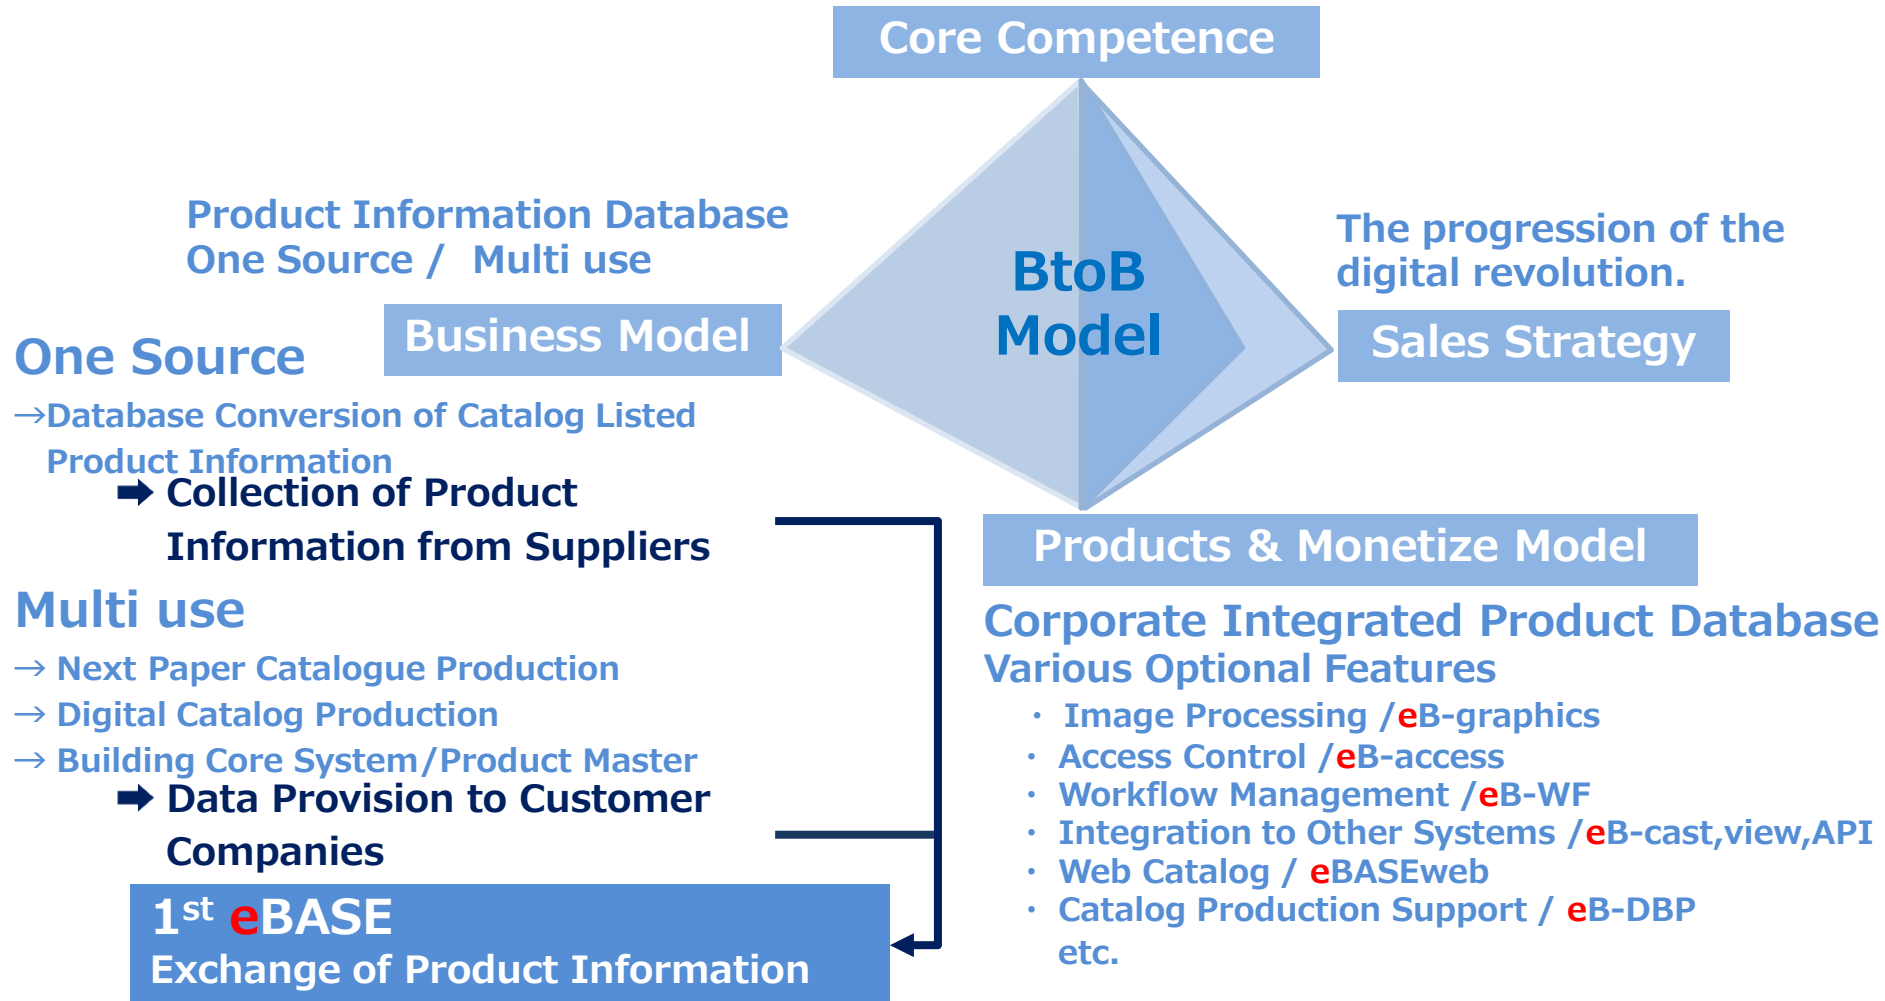 Core Competence
Product Information Database
One Source / Multi use
Business Model
BtoB
Model
The progression of the
digital revolution.
Sales Strategy
One Source
→Database Conversion of Catalog Listed
Product Information
➡ Collection of Product
Information from Suppliers
Multi use
→ Next Paper Catalogue Production
→ Digital Catalog Production
→ Building Core System/Product Master
➡ Data Provision to Customer
Companies
1st eBASE
Exchange of Product Information
Products & Monetize Model
Corporate Integrated Product Database
Various Optional Features
・ Image Processing /eB-graphics
・ Access Control /eB-access
・ Workflow Management /eB-WF
・ Integration to Other Systems /eB-cast,view,API
・ Web Catalog / eBASEweb
・ Catalog Production Support / eB-DBP
etc.